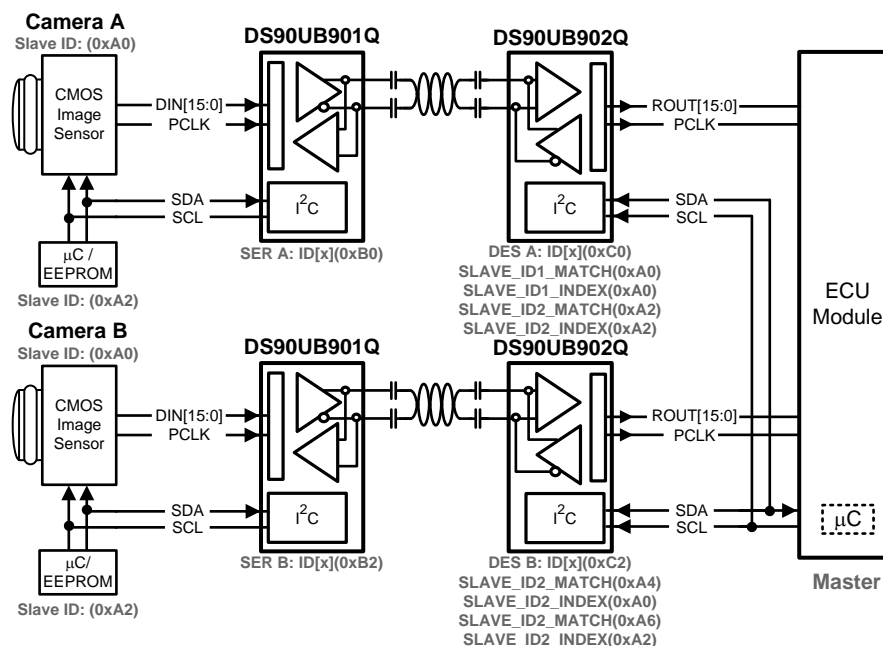 Camera A
Slave ID: (0xA0)
DS90UB901Q
DS90UB902Q
CMOS
Image
Sensor
DIN[15:0]
PCLK
ROUT[15:0]
PCLK
SDA
SCL
I2C
I2C
SDA
SCL
µC /
EEPROM
Slave ID: (0xA2)
SER A: ID[x](0xB0)
DES A: ID[x](0xC0)
SLAVE_ID1_MATCH(0xA0)
SLAVE_ID1_INDEX(0xA0)
SLAVE_ID2_MATCH(0xA2)
SLAVE_ID2_INDEX(0xA2)
ECU
Module
Camera B
Slave ID: (0xA0)
DS90UB901Q
DS90UB902Q
CMOS
Image
Sensor
DIN[15:0]
PCLK
ROUT[15:0]
PCLK
SDA
SCL
I2C
I2C
SDA
SCL
µC
µC/
EEPROM
Slave ID: (0xA2)
SER B: ID[x](0xB2)
DES B: ID[x](0xC2)
SLAVE_ID2_MATCH(0xA4)
SLAVE_ID2_INDEX(0xA0)
SLAVE_ID2_MATCH(0xA6)
SLAVE_ID2_INDEX(0xA2)
Master